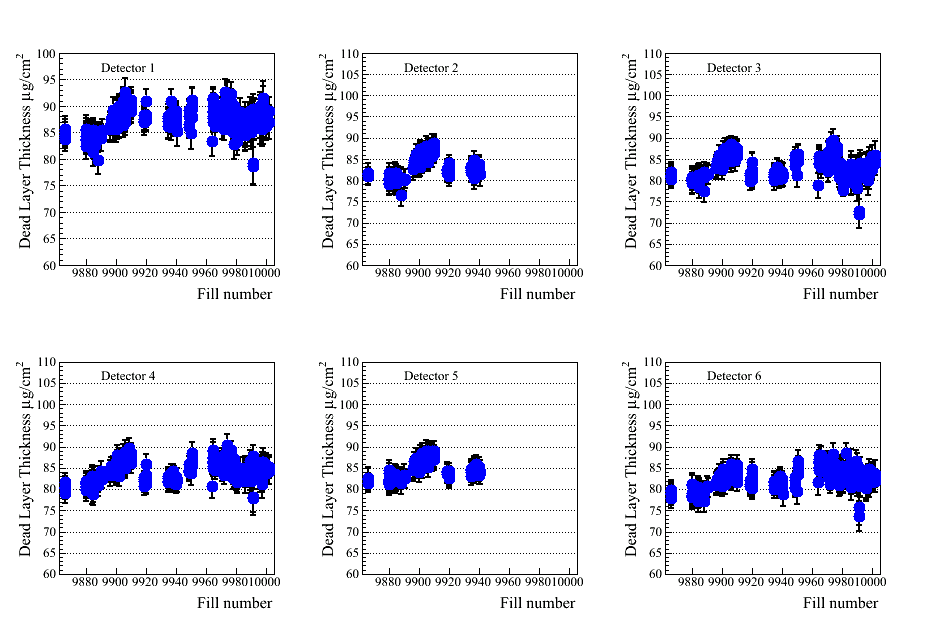 Detector 1
Dead Layer Thickness μg/cm²
100
95
90
85
80
75
70
65
60
9880 9900 9920 9940 9960 9980 10000
Fill number
Detector 2
Dead Layer Thickness μg/cm²
110
105
100
95
90
85
80
75
70
65
60
9880 9900 9920 9940 9960 9980 10000
Fill number
Detector 3
Dead Layer Thickness μg/cm²
110
105
100
95
90
85
80
75
70
65
60
9880 9900 9920 9940 9960 9980 10000
Fill number
Detector 4
Dead Layer Thickness μg/cm²
110
105
100
95
90
85
80
75
70
65
60
9880 9900 9920 9940 9960 9980 10000
Fill number
Detector 5
Dead Layer Thickness μg/cm²
110
105
100
95
90
85
80
75
70
65
60
9880 9900 9920 9940 9960 9980 10000
Fill number
Detector 6
Dead Layer Thickness μg/cm²
110
105
100
95
90
85
80
75
70
65
60
9880 9900 9920 9940 9960 9980 10000
Fill number